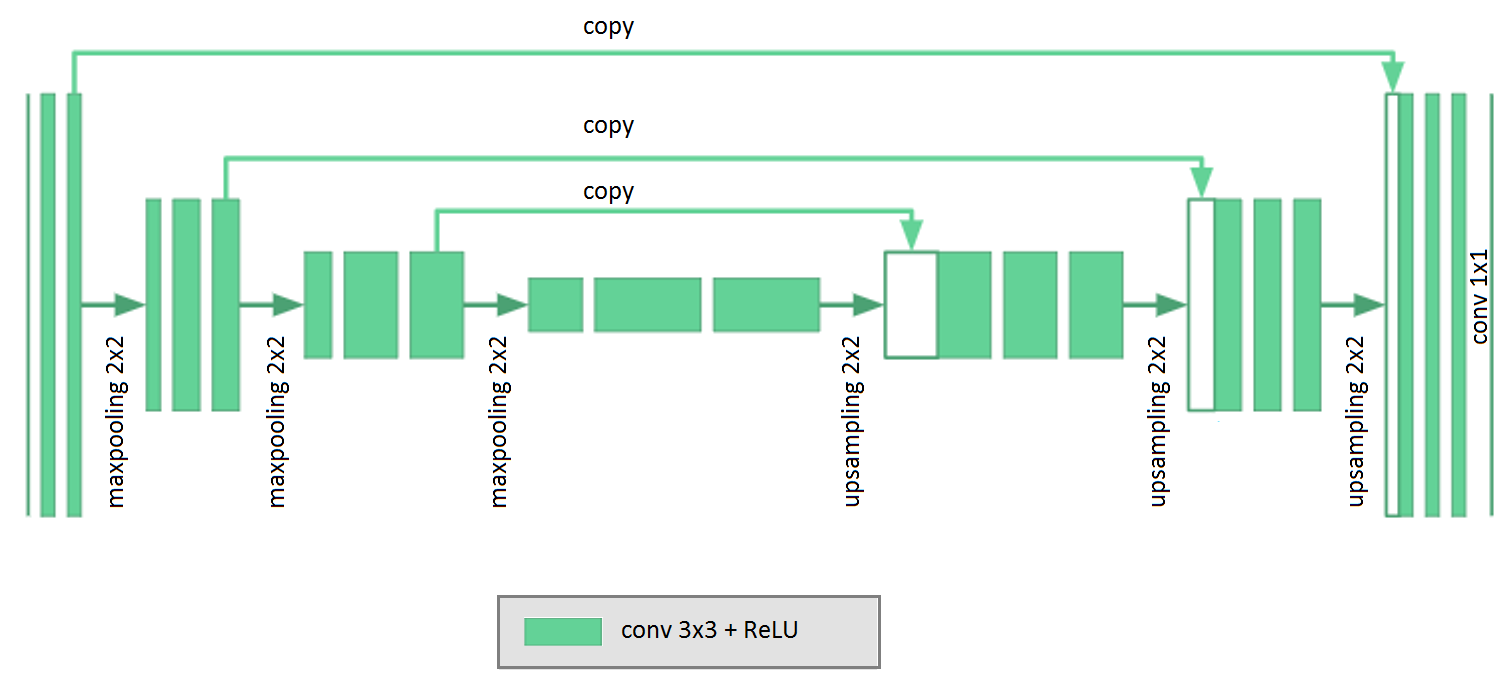 copy
copy
copy
maxpooling 2x2
maxpooling 2x2
maxpooling 2x2
upsampling 2x2
upsampling 2x2
upsampling 2x2
conv 1x1
conv 3x3 + ReLU